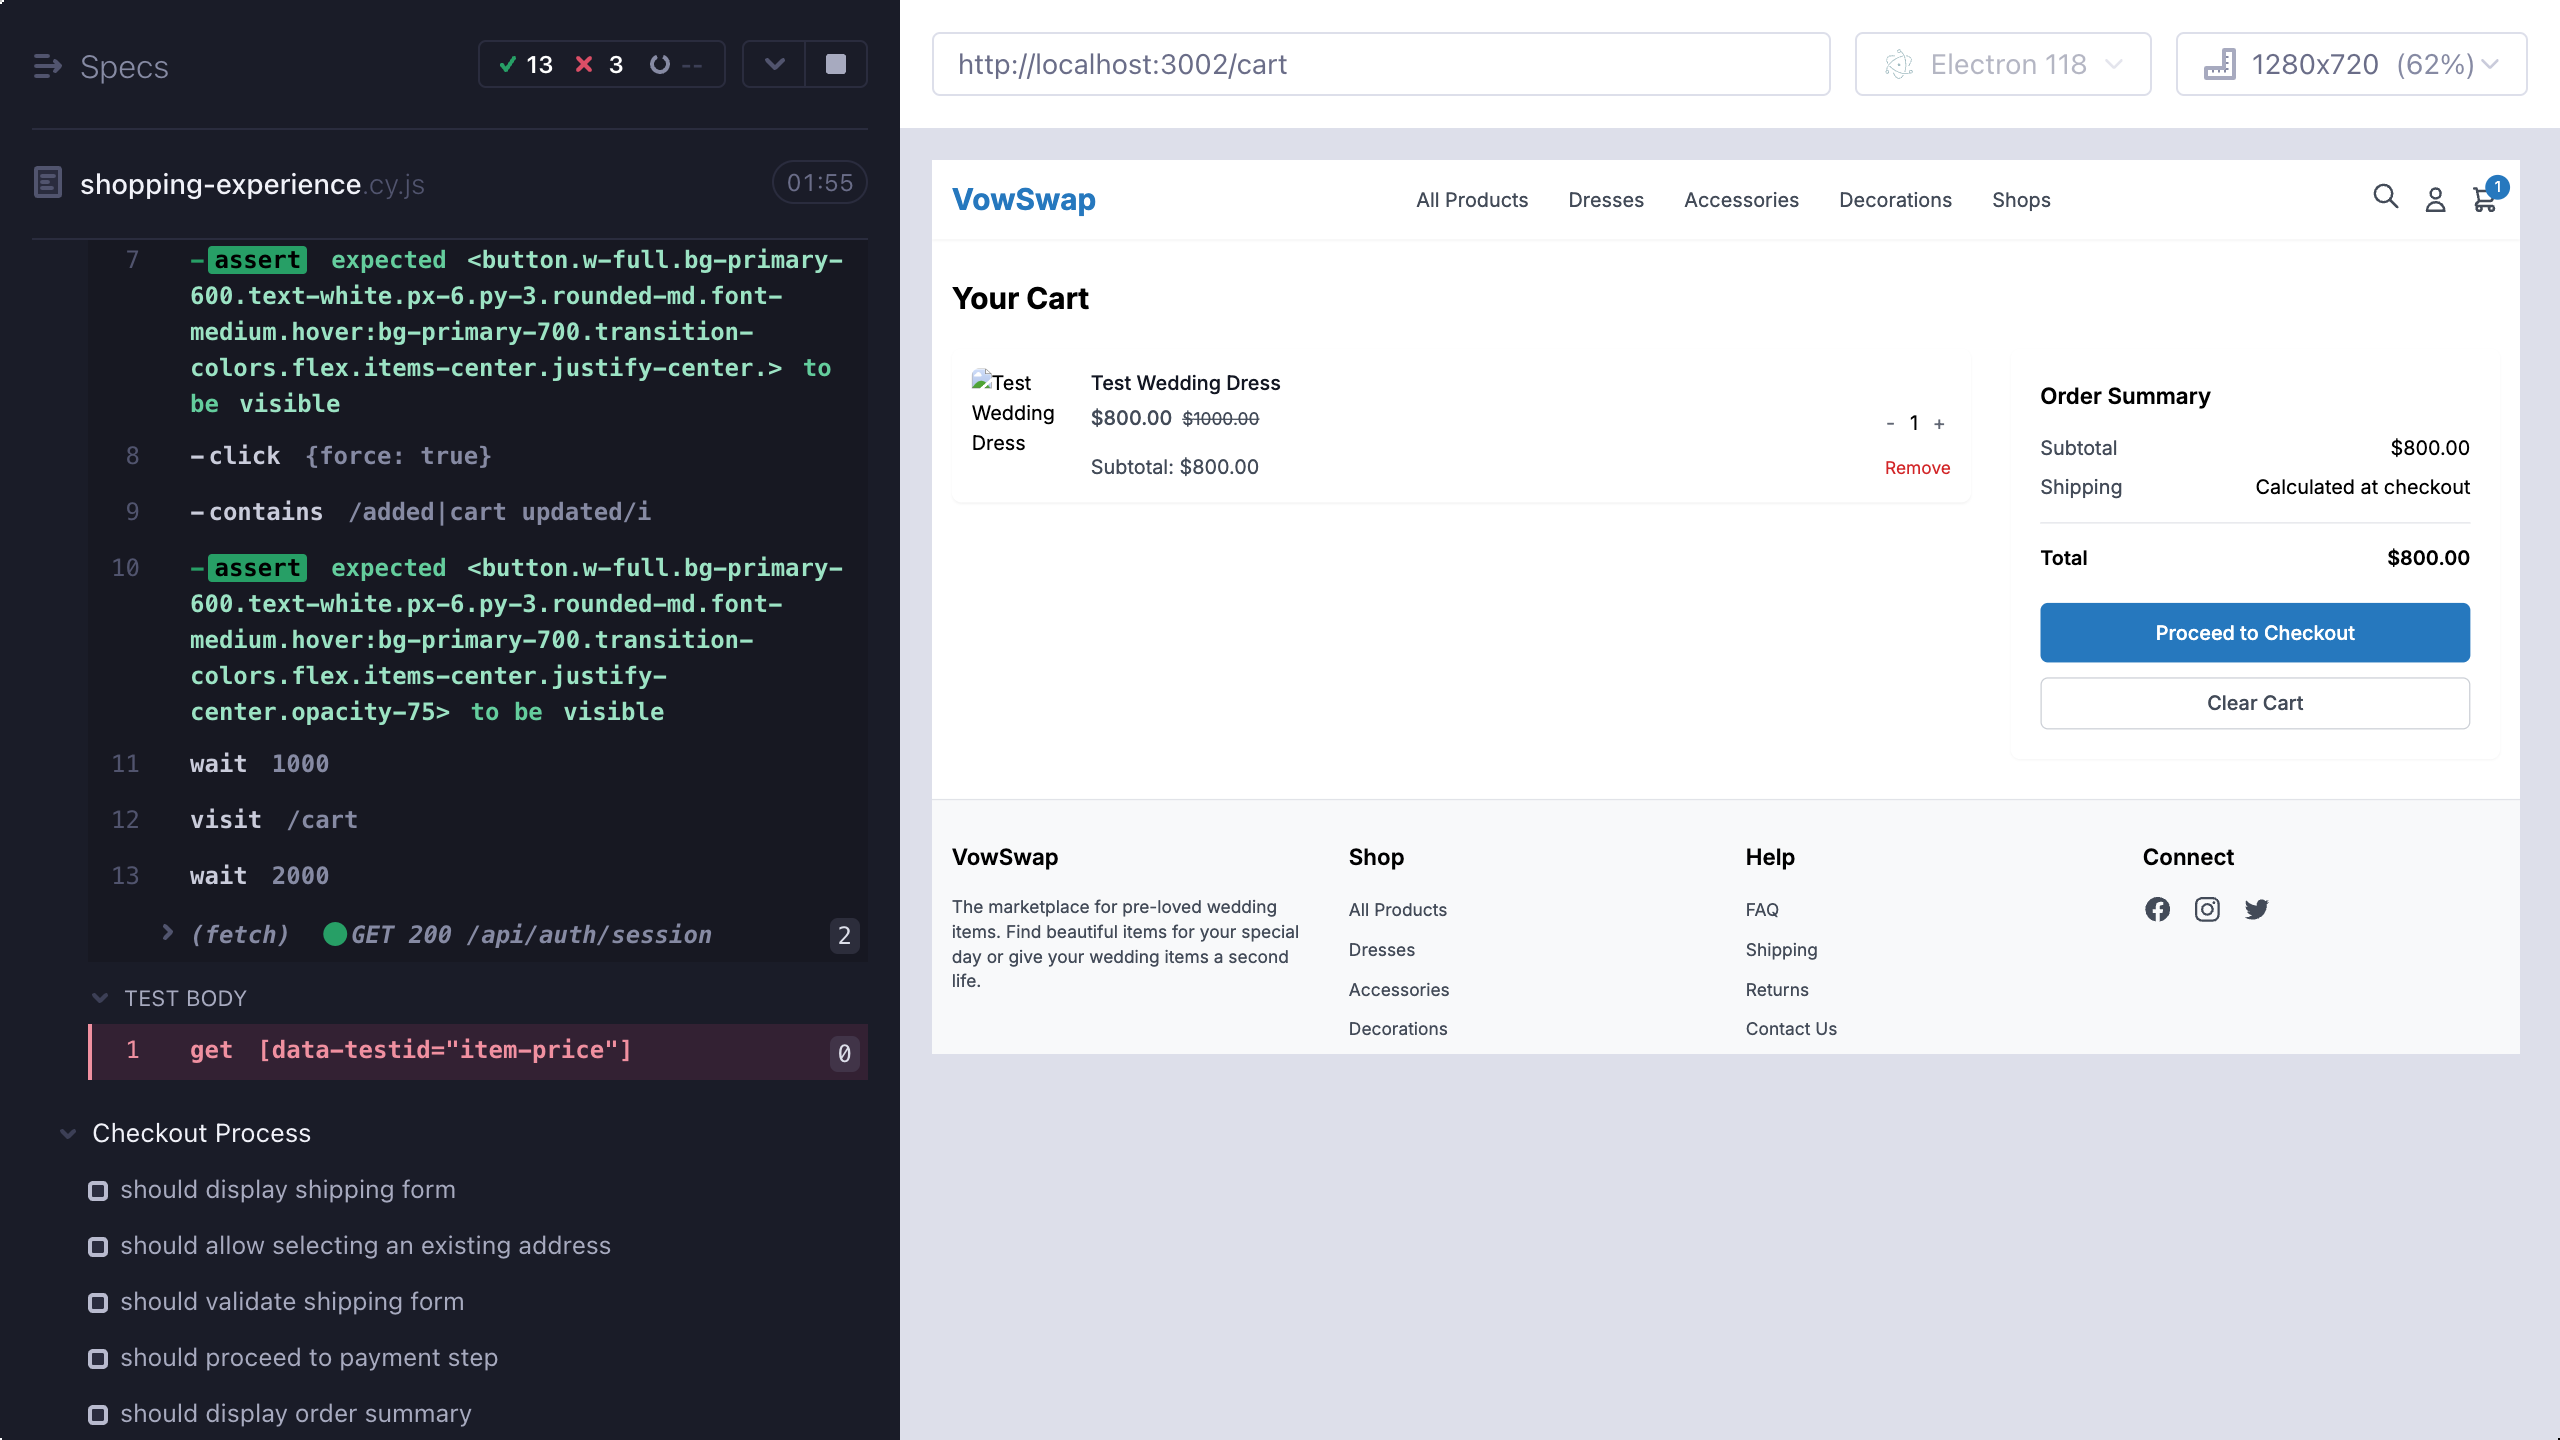 Specs
13 3 --
shopping-experience.cy.js
01:55
7 -assert expected <button.w-full.bg-primary-
600.text-white.px-6.py-3.rounded-md.font-
medium.hover:bg-primary-700.transition-
colors.flex.items-center.justify-center.> to
be visible
8 -click {force: true}
9 -contains /added|cart updated/i
10 -assert expected <button.w-full.bg-primary-
600.text-white.px-6.py-3.rounded-md.font-
medium.hover:bg-primary-700.transition-
colors.flex.items-center.justify-
center.opacity-75> to be visible
11 wait 1000
12 visit /cart
13 wait 2000
(fetch) GET 200 /api/auth/session 2
TEST BODY
1 get [data-testid="item-price"] 0
Checkout Process
should display shipping form
should allow selecting an existing address
should validate shipping form
should proceed to payment step
should display order summary
http://localhost:3002/cart
Electron 118
1280x720 (62%)
VowSwap
All Products
Dresses
Accessories
Decorations
Shops
1
Your Cart
Test
Wedding
Dress
Test Wedding Dress
$800.00 $1000.00
Subtotal: $800.00
- 1 +
Remove
Order Summary
Subtotal $800.00
Shipping Calculated at checkout
Total $800.00
Proceed to Checkout
Clear Cart
VowSwap
The marketplace for pre-loved wedding
items. Find beautiful items for your special
day or give your wedding items a second
life.
Shop
All Products
Dresses
Accessories
Decorations
Help
FAQ
Shipping
Returns
Contact Us
Connect